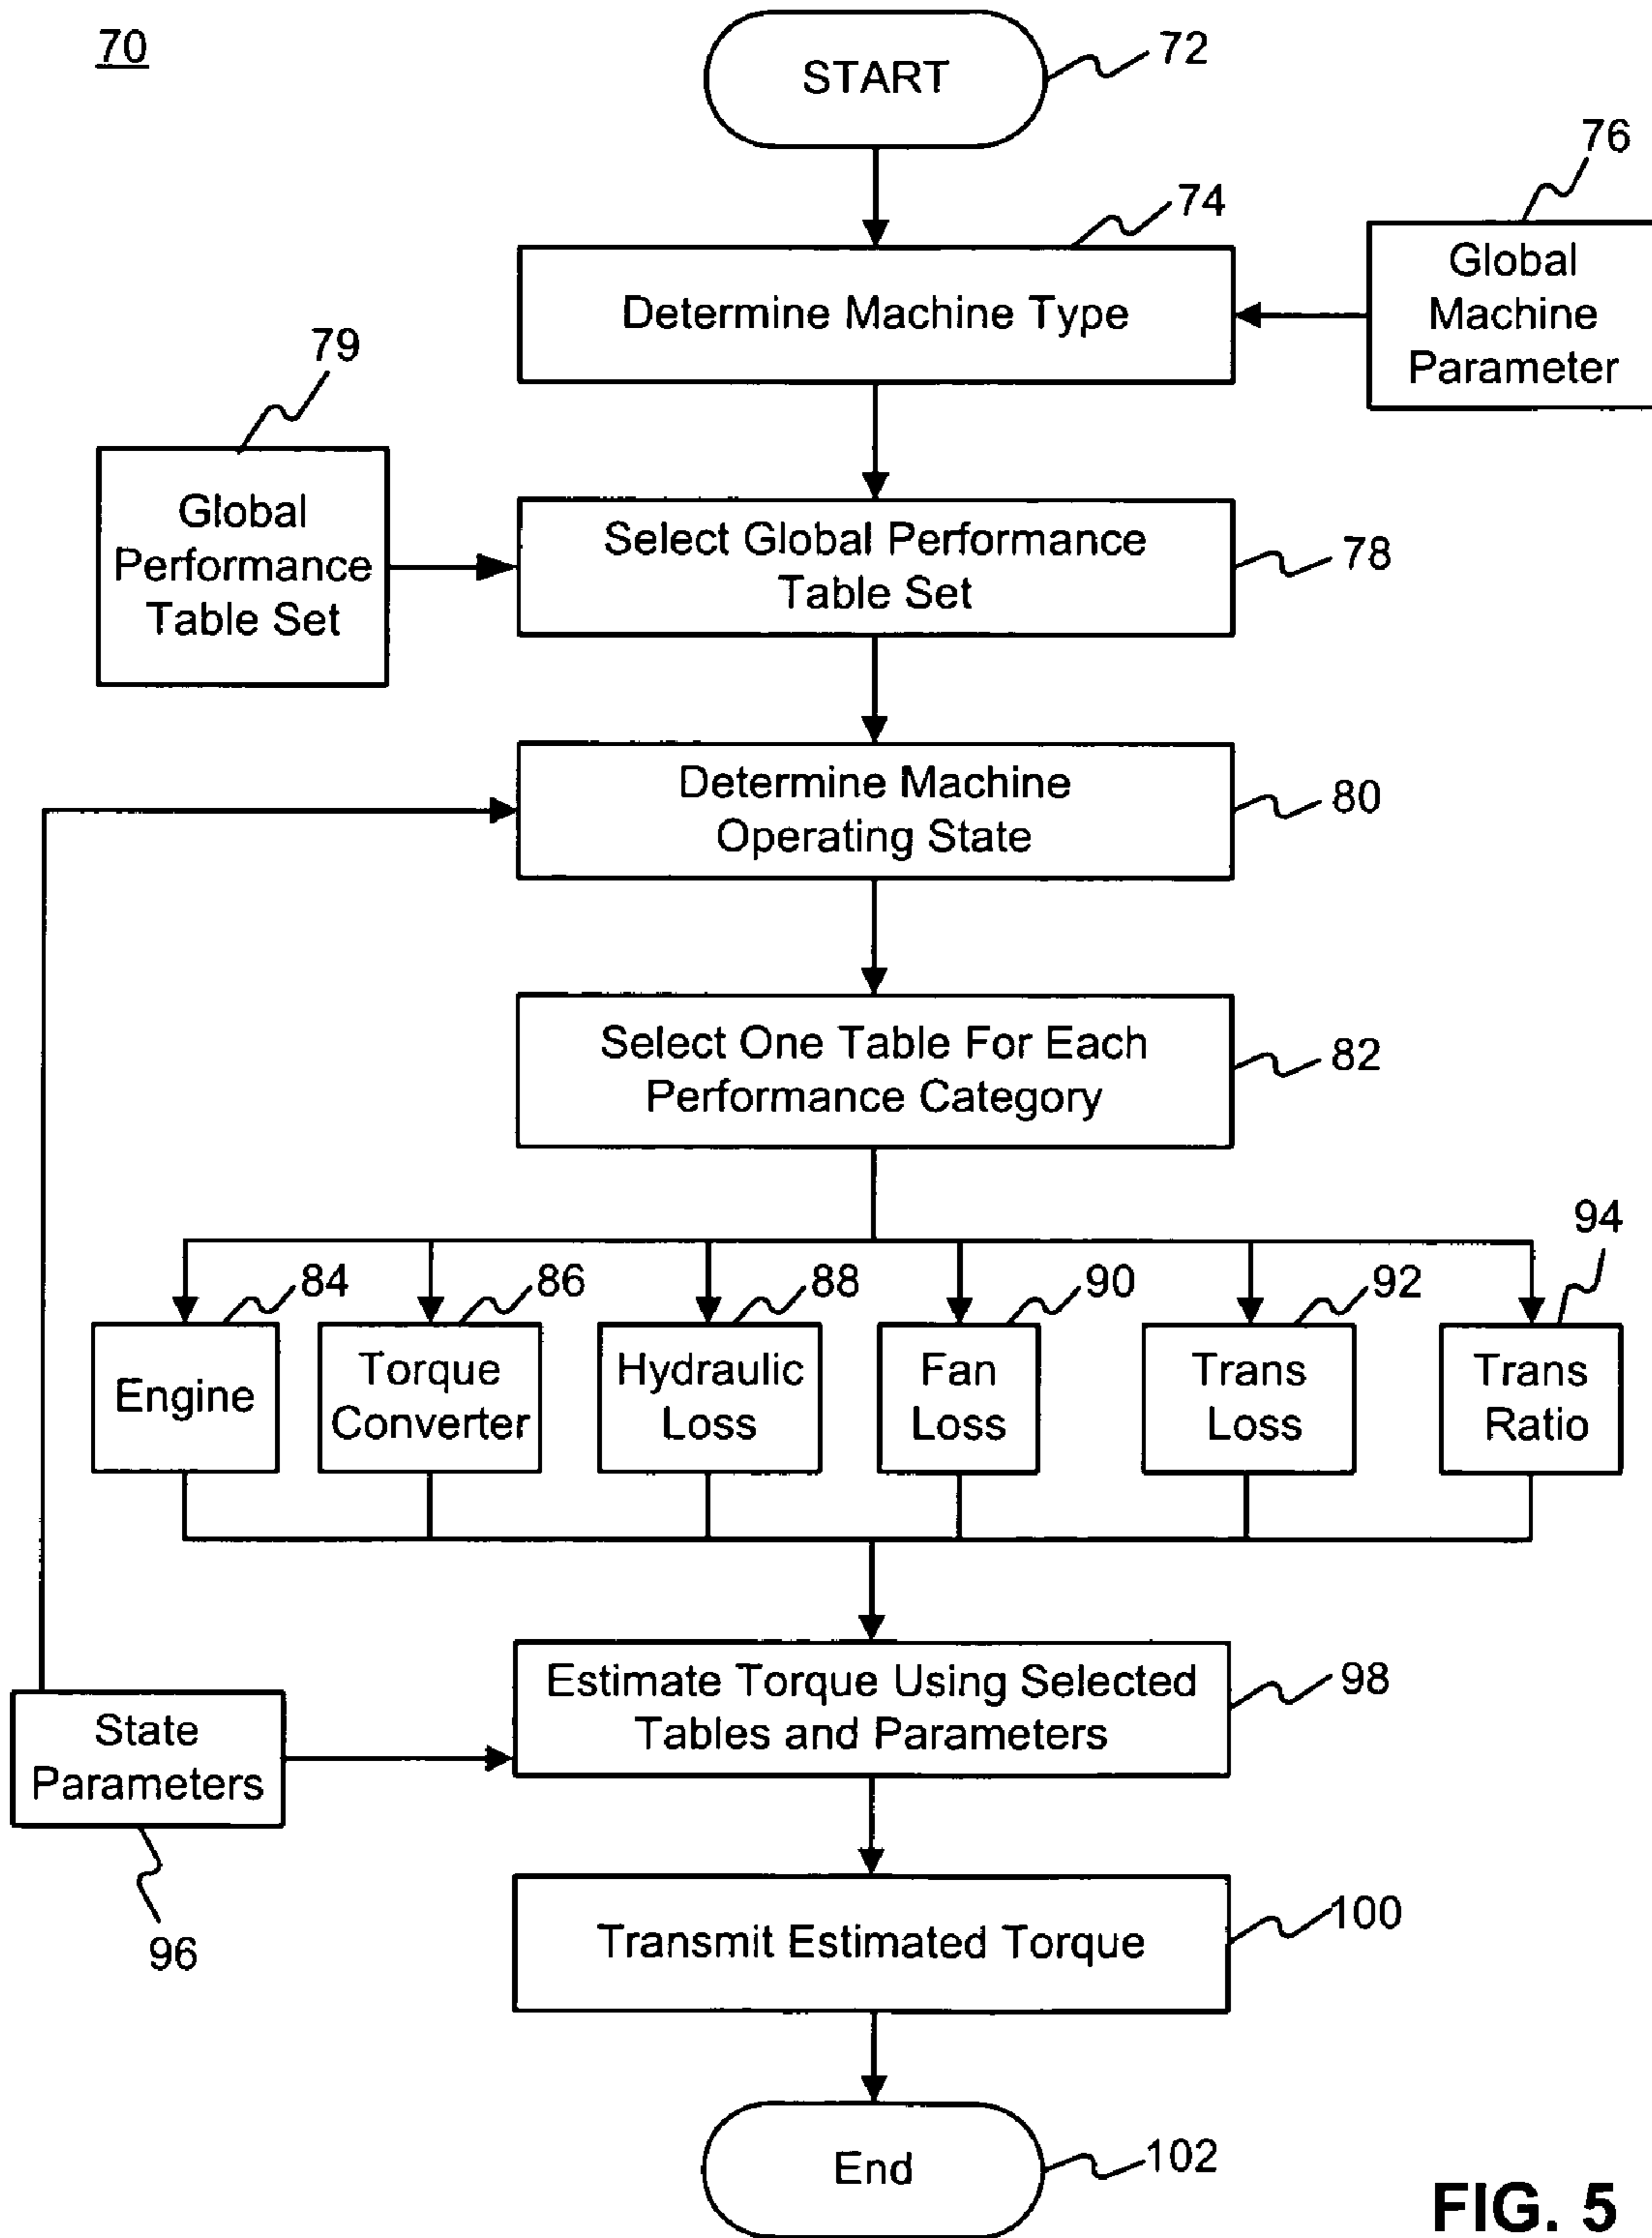 70
START
72
76
74
Global
Machine
Parameter
Determine Machine Type
79
Global
Performance
Table Set
Select Global Performance
Table Set
78
Determine Machine
Operating State
80
Select One Table For Each
Performance Category
82
94
84
86
88
90
92
Engine
Torque
Converter
Hydraulic
Loss
Fan
Loss
Trans
Loss
Trans
Ratio
Estimate Torque Using Selected
Tables and Parameters
98
State
Parameters
96
Transmit Estimated Torque
100
End
102
FIG. 5